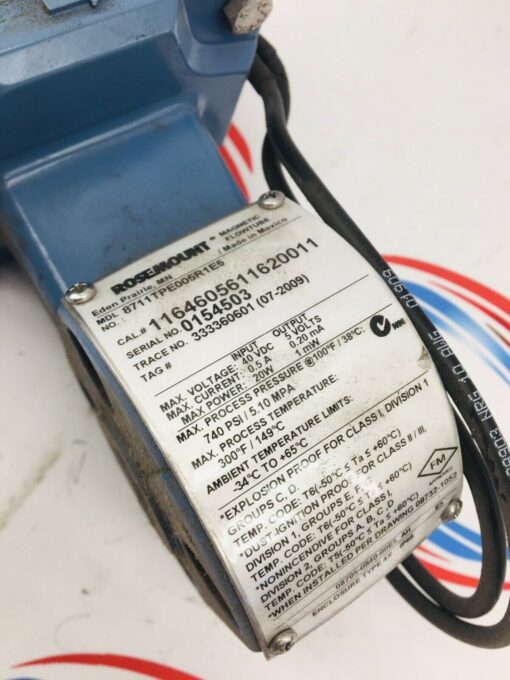 ROSEMOUNT ® MAGNETIC FLOWTUBE
Eden Prairie, MN / Made in Mexico
MDL NO.: 8711TPE005R1E5
CAL.# 1164605611620011
SERIAL NO. 0154503
TRACE NO. 333360601 (07-2009)
TAG #
INPUT OUTPUT
MAX. VOLTAGE: 40 VDC 5 VOLTS
MAX. CURRENT: 0.5 A 0.20 mA
MAX POWER: 20W 1 mW
MAX. PROCESS PRESSURE @100°F / 38°C:
740 PSI / 5.10 MPA
MAX. PROCESS TEMPERATURE:
300°F / 149°C
AMBIENT TEMPERATURE LIMITS:
-34°C TO +65°C
*EXPLOSION PROOF FOR CLASS I, DIVISION 1
GROUPS C, D
TEMP. CODE: T6(-50°C ≤ Ta ≤ +60°C)
*DUST-IGNITION PROOF FOR CLASS II / III,
DIVISION 1, GROUPS E, F, G
TEMP. CODE: T6(-50°C ≤ Ta ≤ +60°C)
*NONINCENDIVE FOR CLASS I,
DIVISION 2, GROUPS A, B, C, D
TEMP. CODE: T5(-50°C ≤ Ta ≤ +60°C)
*WHEN INSTALLED PER DRAWING 08732-1052
ENCLOSURE TYPE 4X IP66
FM
APPROVED